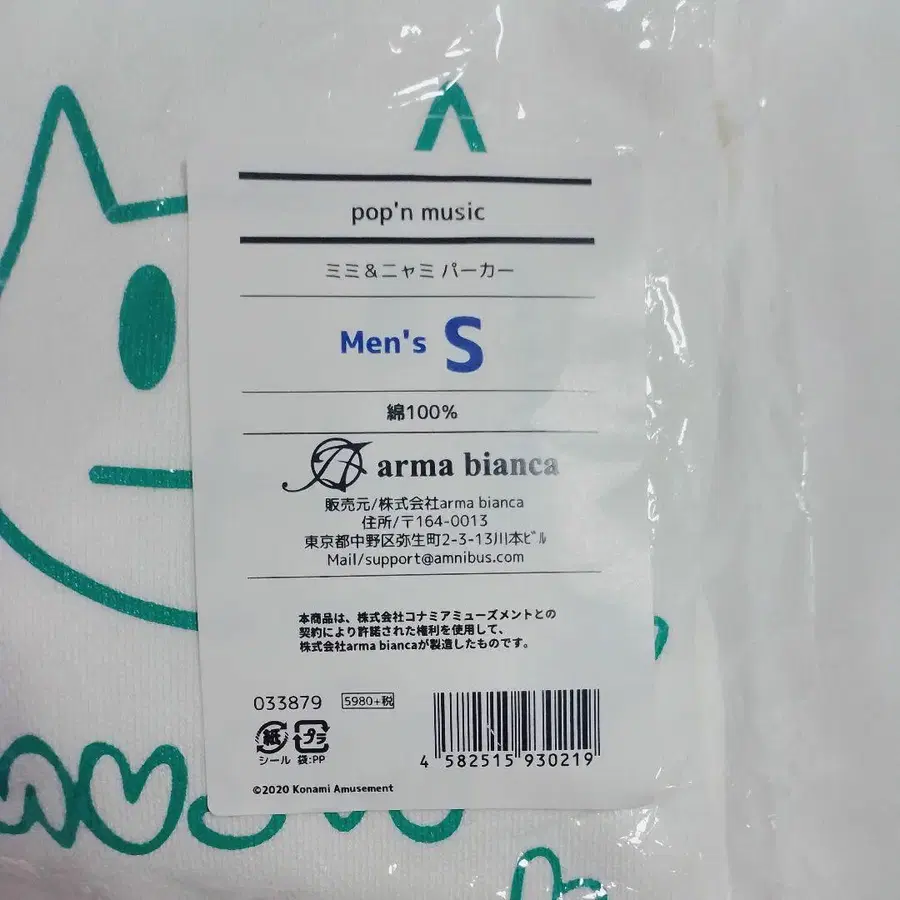 pop'n music
ミミ&ニャミ パーカー
Men's S
綿100%
arma bianca
販売元/株式会社arma bianca
住所/〒164-0013
東京都中野区弥生町2-3-13川本ﾋﾞﾙ
Mail/support@amnibus.com
本商品は、株式会社コナミアミューズメントとの
契約により許諾された権利を使用して、
株式会社arma biancaが製造したものです。
033879 5980+税
紙 プラ
シール 袋:PP
4 582515 930219
©2020 Konami Amusement